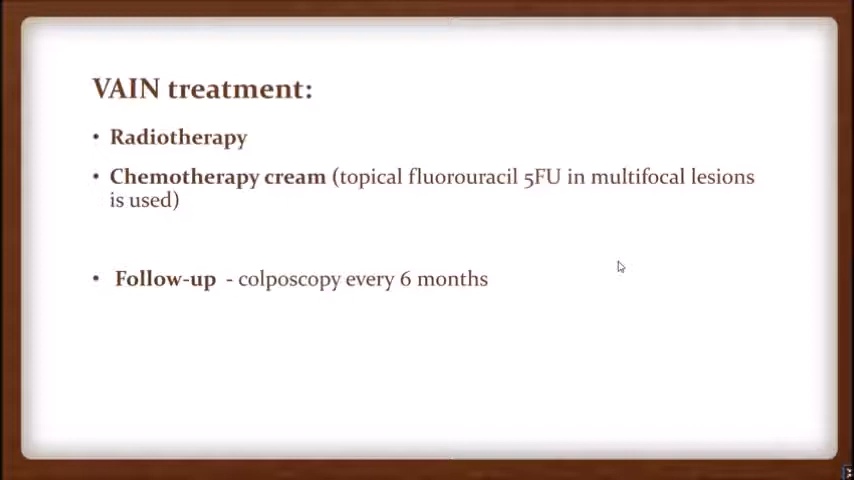 VAIN treatment:
• Radiotherapy
• Chemotherapy cream (topical fluorouracil 5FU in multifocal lesions
is used)
• Follow-up - colposcopy every 6 months